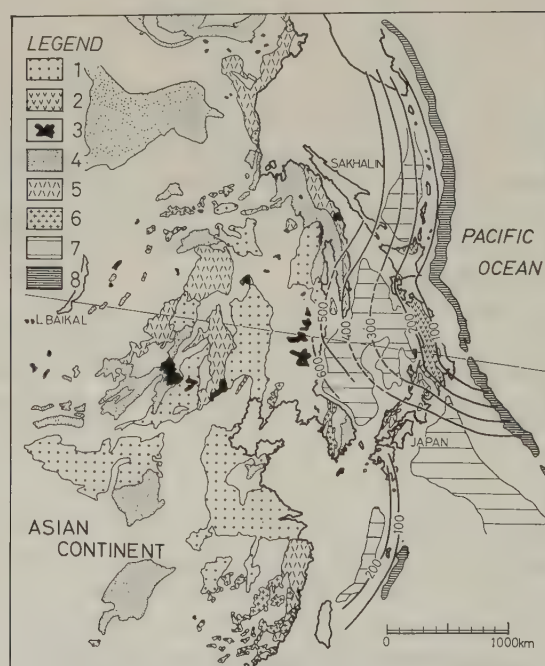 LEGEND
1
2
3
4
5
6
7
8
SAKHALIN
PACIFIC
OCEAN
L.BAIKAL
500
400
300
200
100
600
JAPAN
ASIAN
CONTINENT
100
200
0 1000km